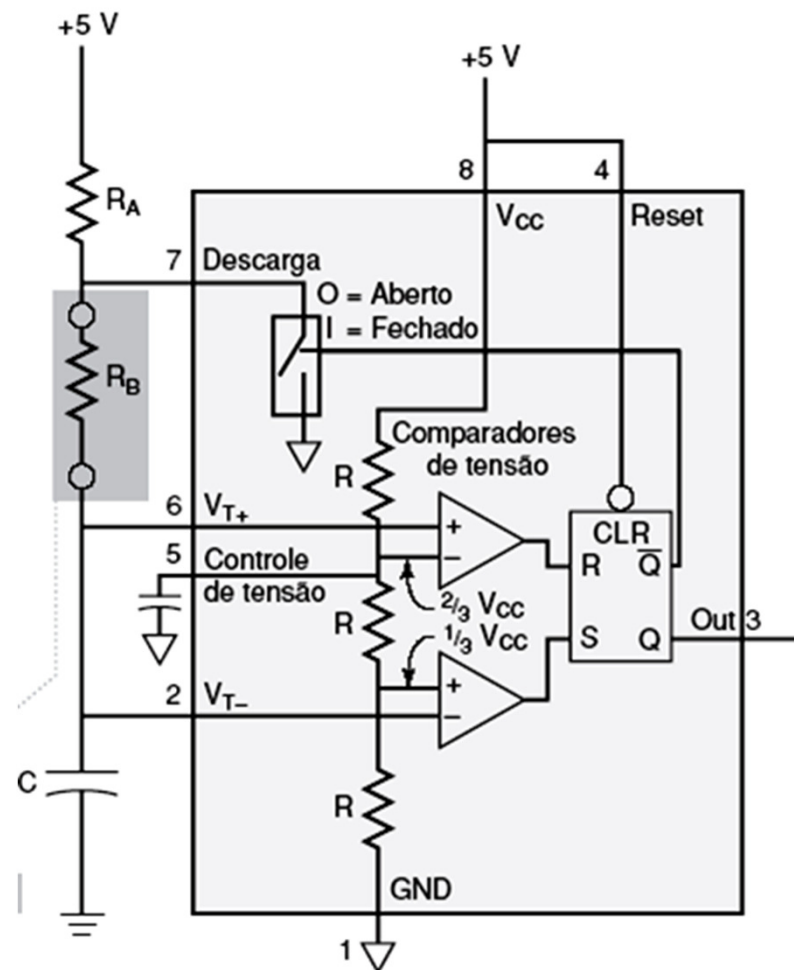 +5 V
+5 V
8
4
R_A
V_CC
Reset
7
Descarga
O = Aberto
I = Fechado
R_B
Comparadores
de tensão
R
6
V_T+
+
−
CLR
R
Q̅
5
Controle
de tensão
2/3 V_CC
R
1/3 V_CC
Out 3
S
Q
2
V_T−
+
−
C
R
GND
1